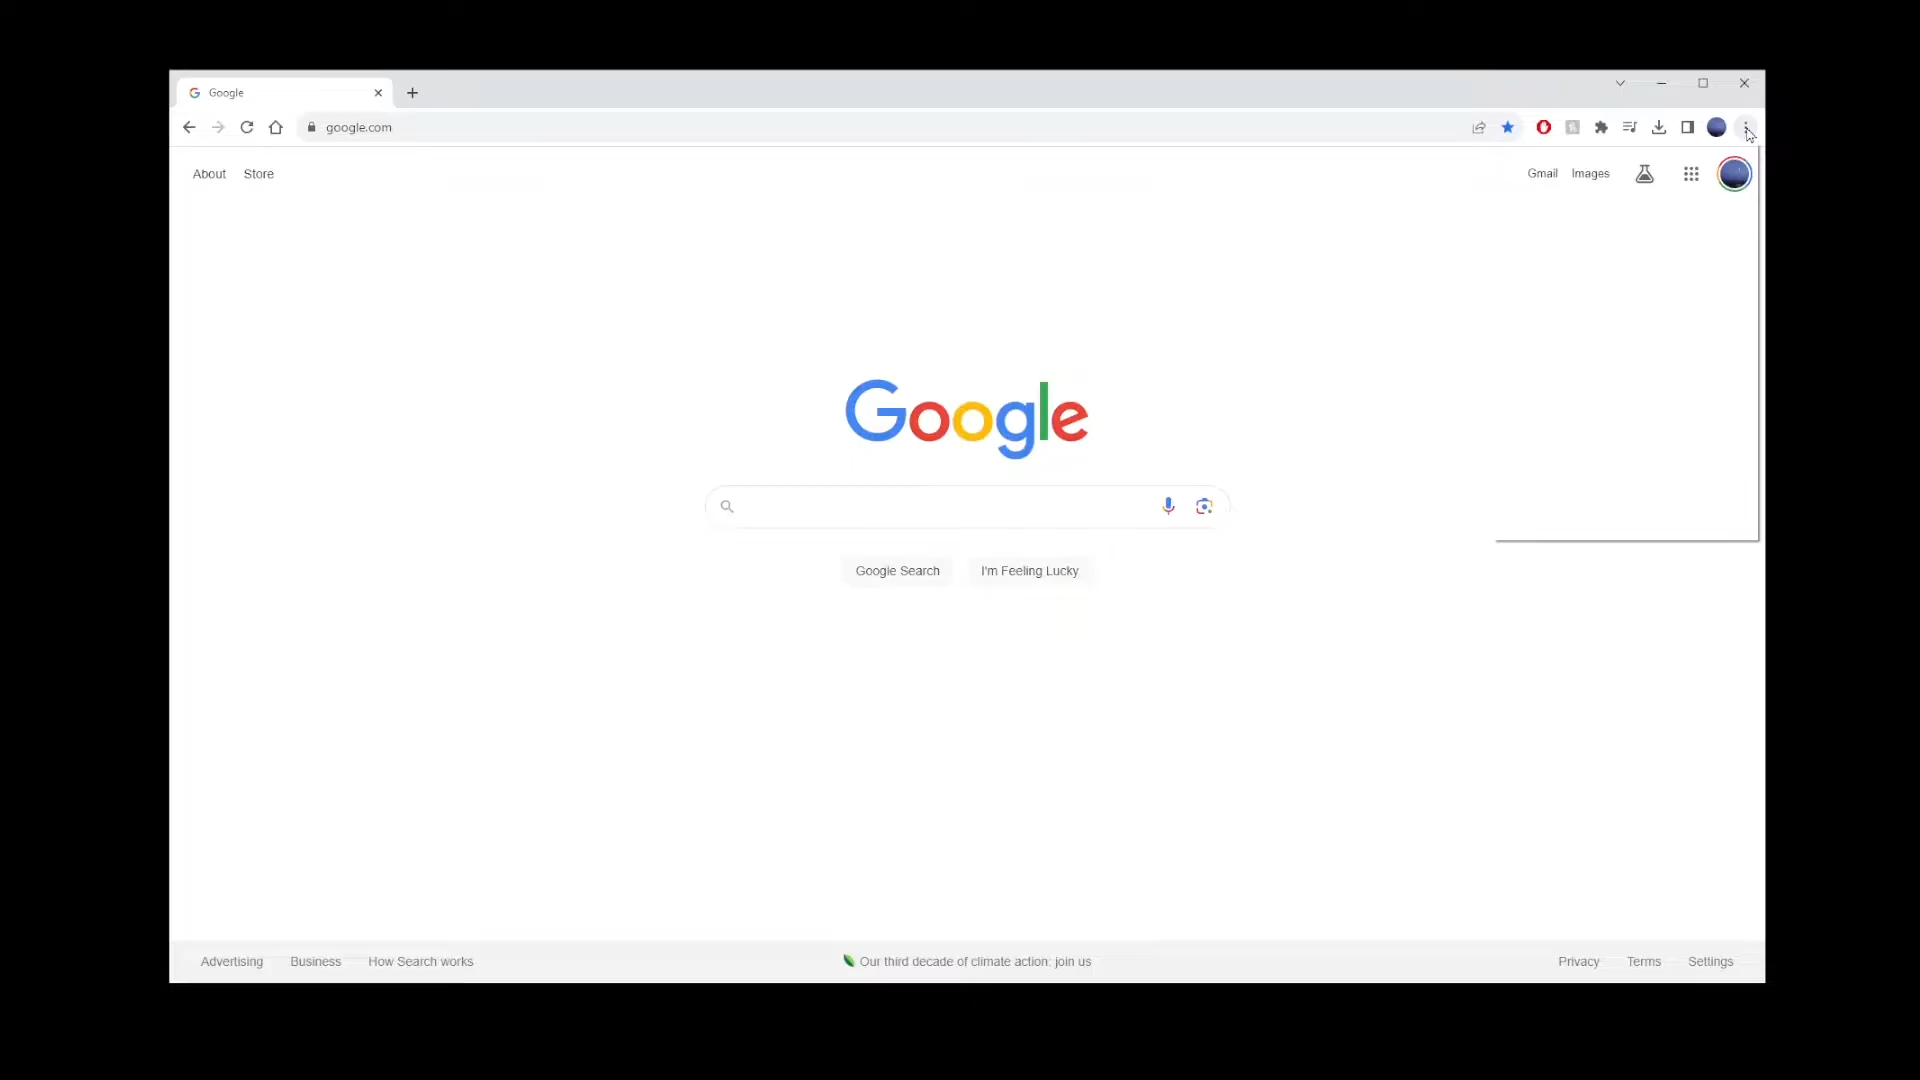 Google
google.com
About Store
Gmail Images
Google
Google Search I'm Feeling Lucky
Advertising Business How Search works
Our third decade of climate action: join us
Privacy Terms Settings